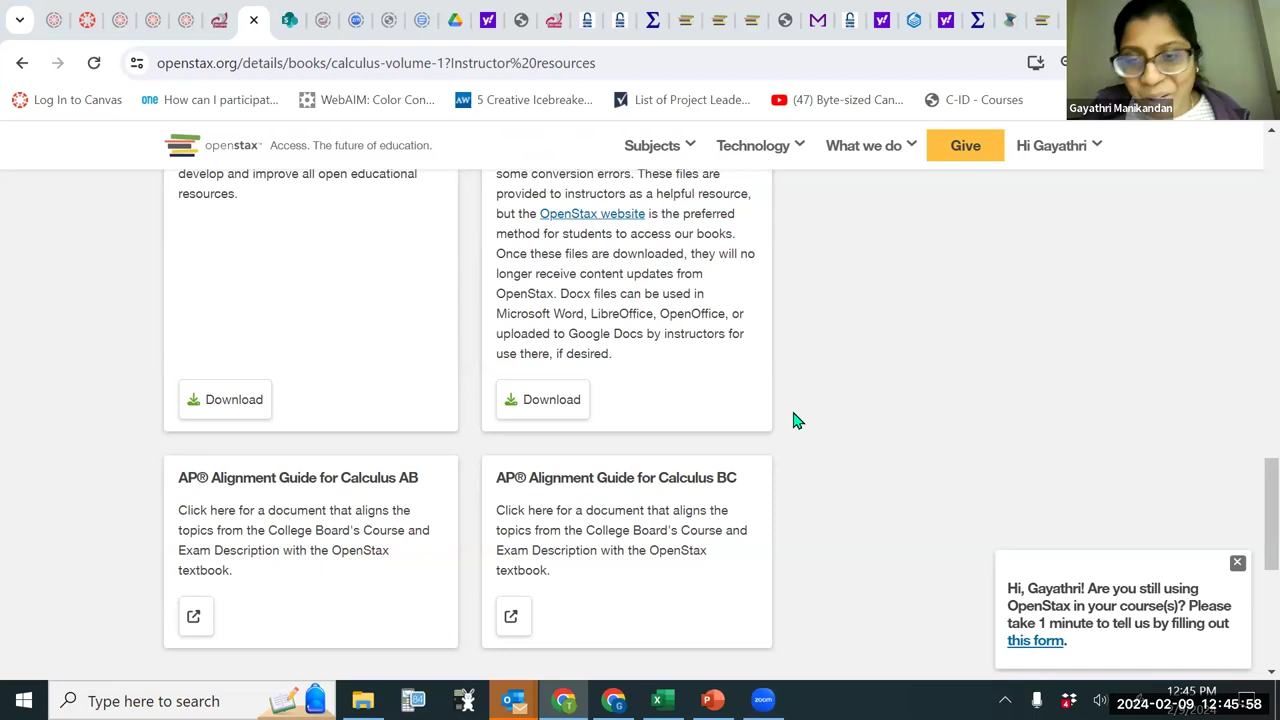 openstax.org/details/books/calculus-volume-1?Instructor%20resources
Gayathri Manikandan
Log In to Canvas
How can I participat...
WebAIM: Color Con...
5 Creative Icebreake...
List of Project Leade...
(47) Byte-sized Can...
C-ID - Courses
openstax™ Access. The future of education.
Subjects
Technology
What we do
Give
Hi Gayathri
develop and improve all open educational
resources.
Download
some conversion errors. These files are
provided to instructors as a helpful resource,
but the OpenStax website is the preferred
method for students to access our books.
Once these files are downloaded, they will no
longer receive content updates from
OpenStax. Docx files can be used in
Microsoft Word, LibreOffice, OpenOffice, or
uploaded to Google Docs by instructors for
use there, if desired.
Download
AP® Alignment Guide for Calculus AB
Click here for a document that aligns the
topics from the College Board's Course and
Exam Description with the OpenStax
textbook.
AP® Alignment Guide for Calculus BC
Click here for a document that aligns the
topics from the College Board's Course and
Exam Description with the OpenStax
textbook.
Hi, Gayathri! Are you still using
OpenStax in your course(s)? Please
take 1 minute to tell us by filling out
this form.
Type here to search
zoom
12:45 PM
2024-02-09 12:45:58